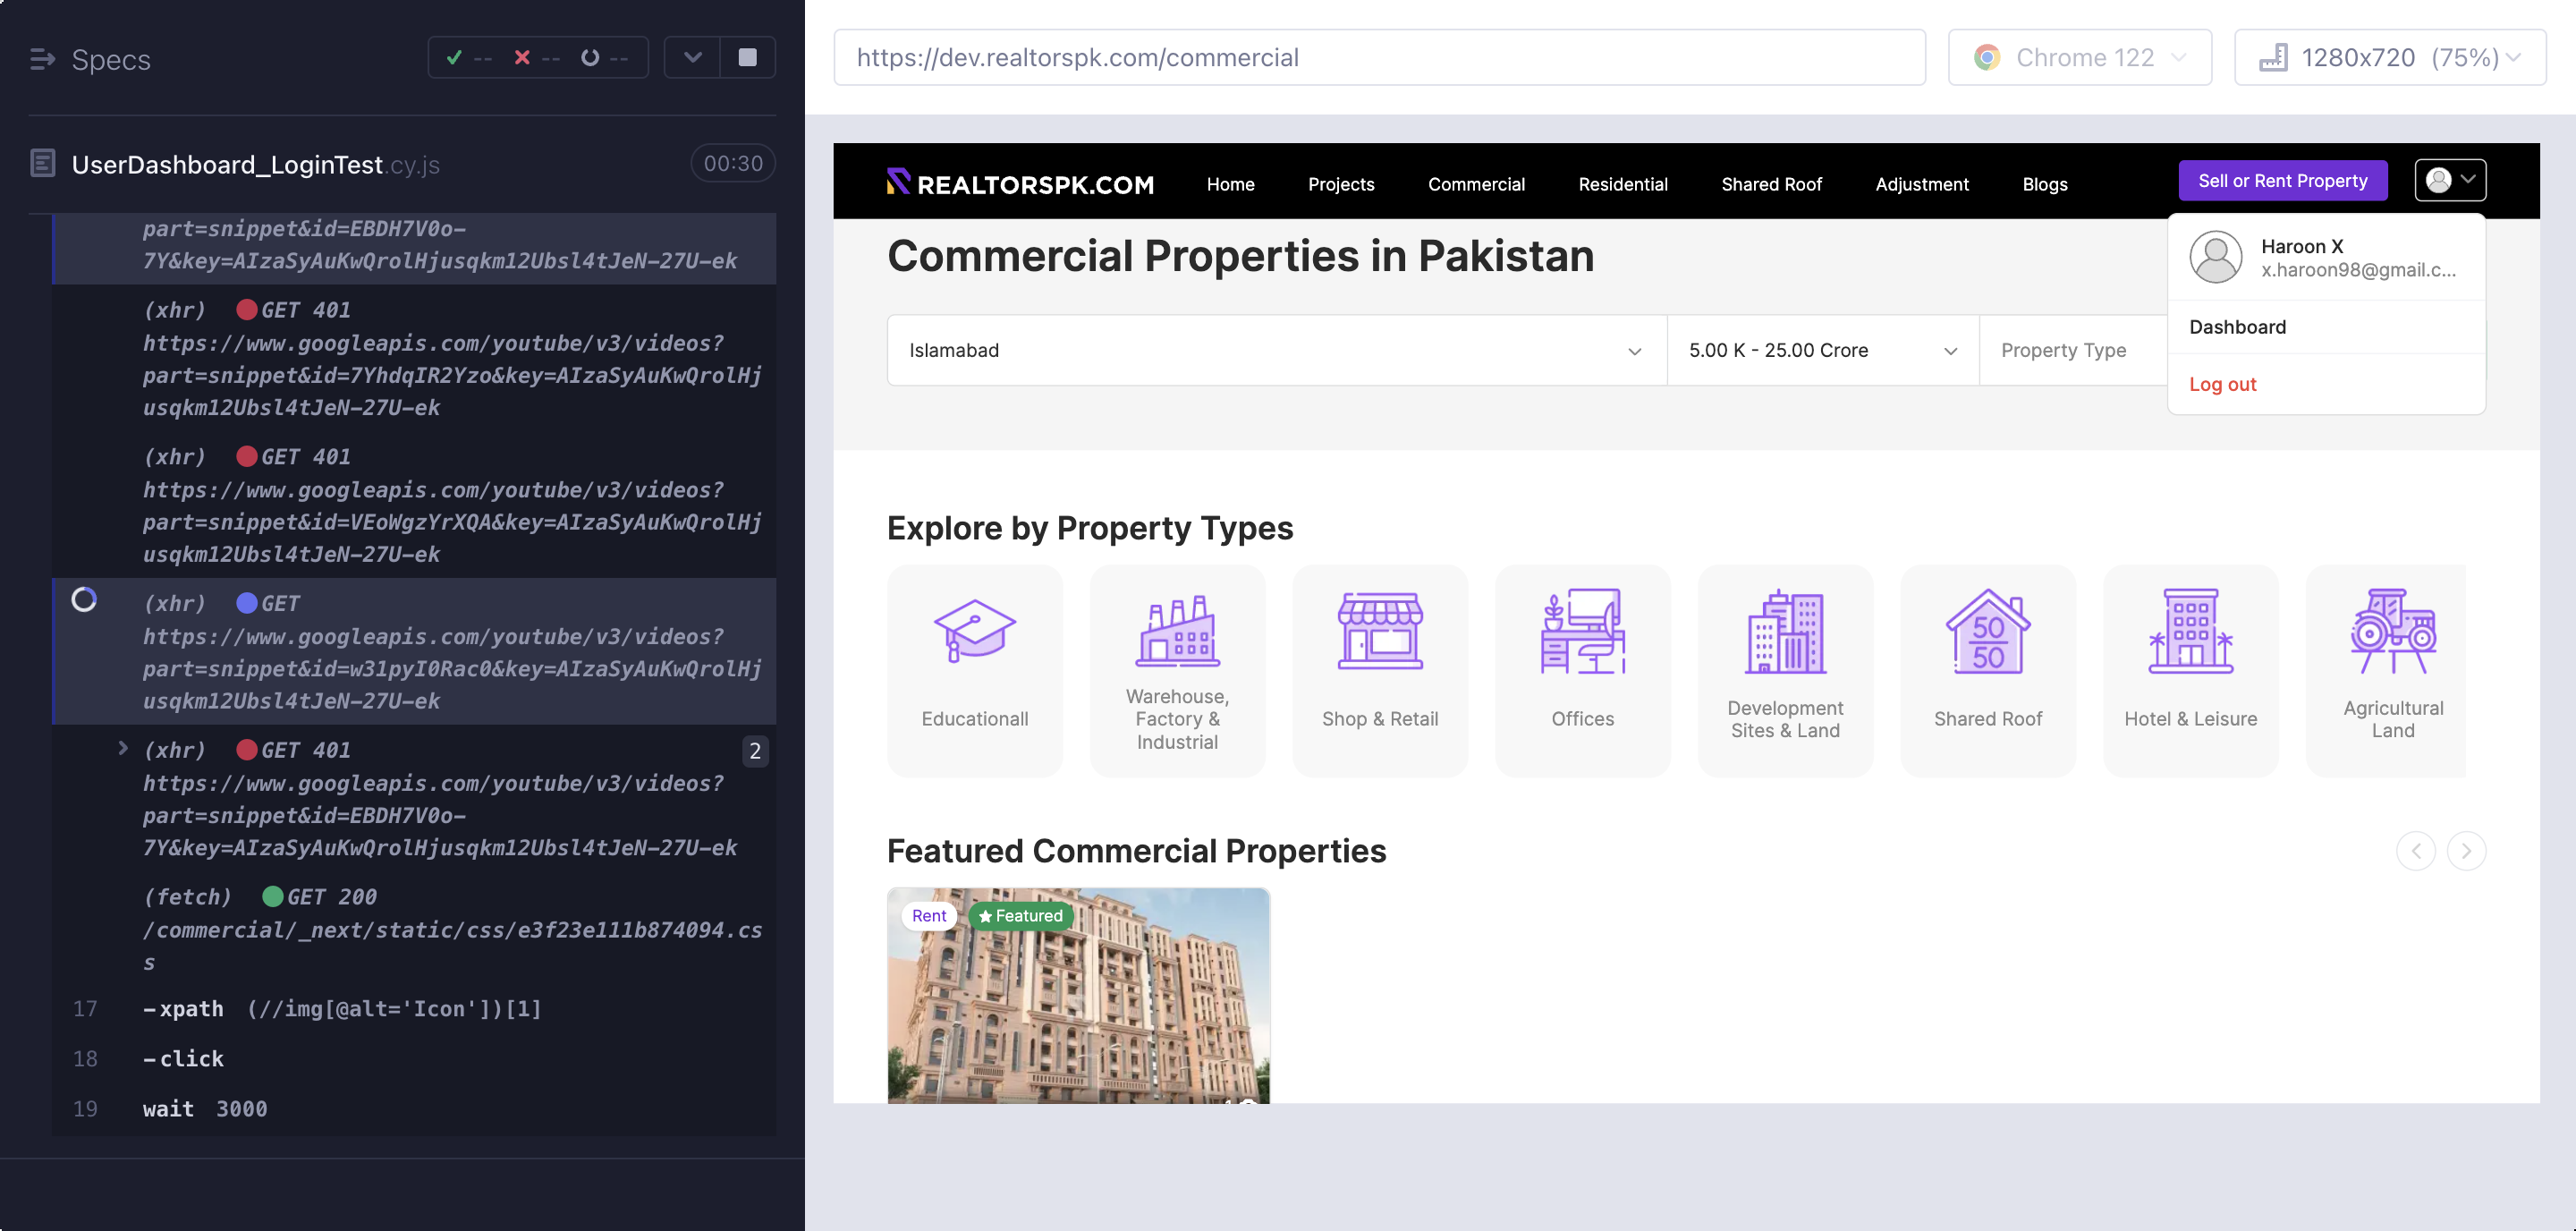 Specs
--
--
--
UserDashboard_LoginTest.cy.js
00:30
part=snippet&id=EBDH7V0o-
7Y&key=AIzaSyAuKwQrolHjusqkm12Ubsl4tJeN-27U-ek
(xhr) GET 401
https://www.googleapis.com/youtube/v3/videos?
part=snippet&id=7YhdqIR2Yzo&key=AIzaSyAuKwQrolHj
usqkm12Ubsl4tJeN-27U-ek
(xhr) GET 401
https://www.googleapis.com/youtube/v3/videos?
part=snippet&id=VEoWgzYrXQA&key=AIzaSyAuKwQrolHj
usqkm12Ubsl4tJeN-27U-ek
(xhr) GET
https://www.googleapis.com/youtube/v3/videos?
part=snippet&id=w31pyI0Rac0&key=AIzaSyAuKwQrolHj
usqkm12Ubsl4tJeN-27U-ek
(xhr) GET 401 2
https://www.googleapis.com/youtube/v3/videos?
part=snippet&id=EBDH7V0o-
7Y&key=AIzaSyAuKwQrolHjusqkm12Ubsl4tJeN-27U-ek
(fetch) GET 200
/commercial/_next/static/css/e3f23e111b874094.cs
s
17 -xpath (//img[@alt='Icon'])[1]
18 -click
19 wait 3000
https://dev.realtorspk.com/commercial
Chrome 122
1280x720 (75%)
REALTORSPK.COM
Home
Projects
Commercial
Residential
Shared Roof
Adjustment
Blogs
Sell or Rent Property
Haroon X
x.haroon98@gmail.c...
Dashboard
Log out
Commercial Properties in Pakistan
Islamabad
5.00 K - 25.00 Crore
Property Type
Explore by Property Types
Educationall
Warehouse,
Factory &
Industrial
Shop & Retail
Offices
Development
Sites & Land
50
50
Shared Roof
Hotel & Leisure
Agricultural
Land
Featured Commercial Properties
Rent
Featured